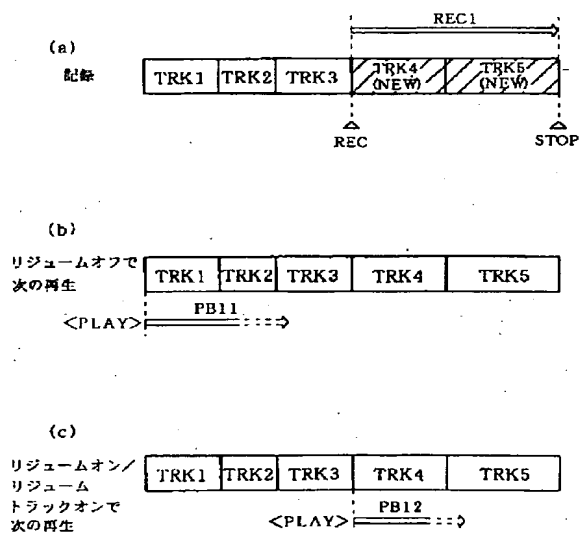 REC1
(a)
記録
TRK1 TRK2 TRK3 TRK4 TRK5
(NEW) (NEW)
REC STOP
(b)
リジュームオフで
次の再生
TRK1 TRK2 TRK3 TRK4 TRK5
<PLAY> PB11
(c)
リジュームオン/
リジューム
トラックオンで
次の再生
TRK1 TRK2 TRK3 TRK4 TRK5
<PLAY> PB12